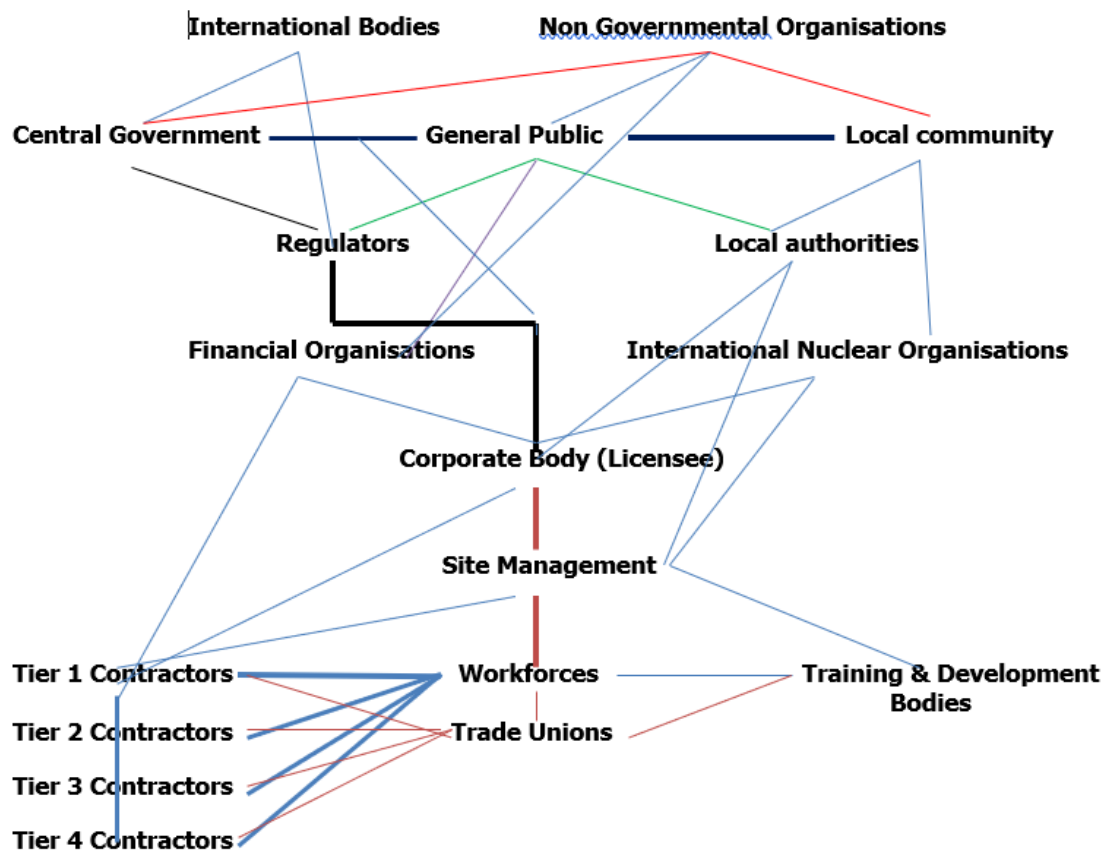 International Bodies
Non Governmental Organisations
Central Government
General Public
Local community
Regulators
Local authorities
Financial Organisations
International Nuclear Organisations
Corporate Body (Licensee)
Site Management
Tier 1 Contractors
Workforces
Training & Development
Bodies
Tier 2 Contractors
Trade Unions
Tier 3 Contractors
Tier 4 Contractors